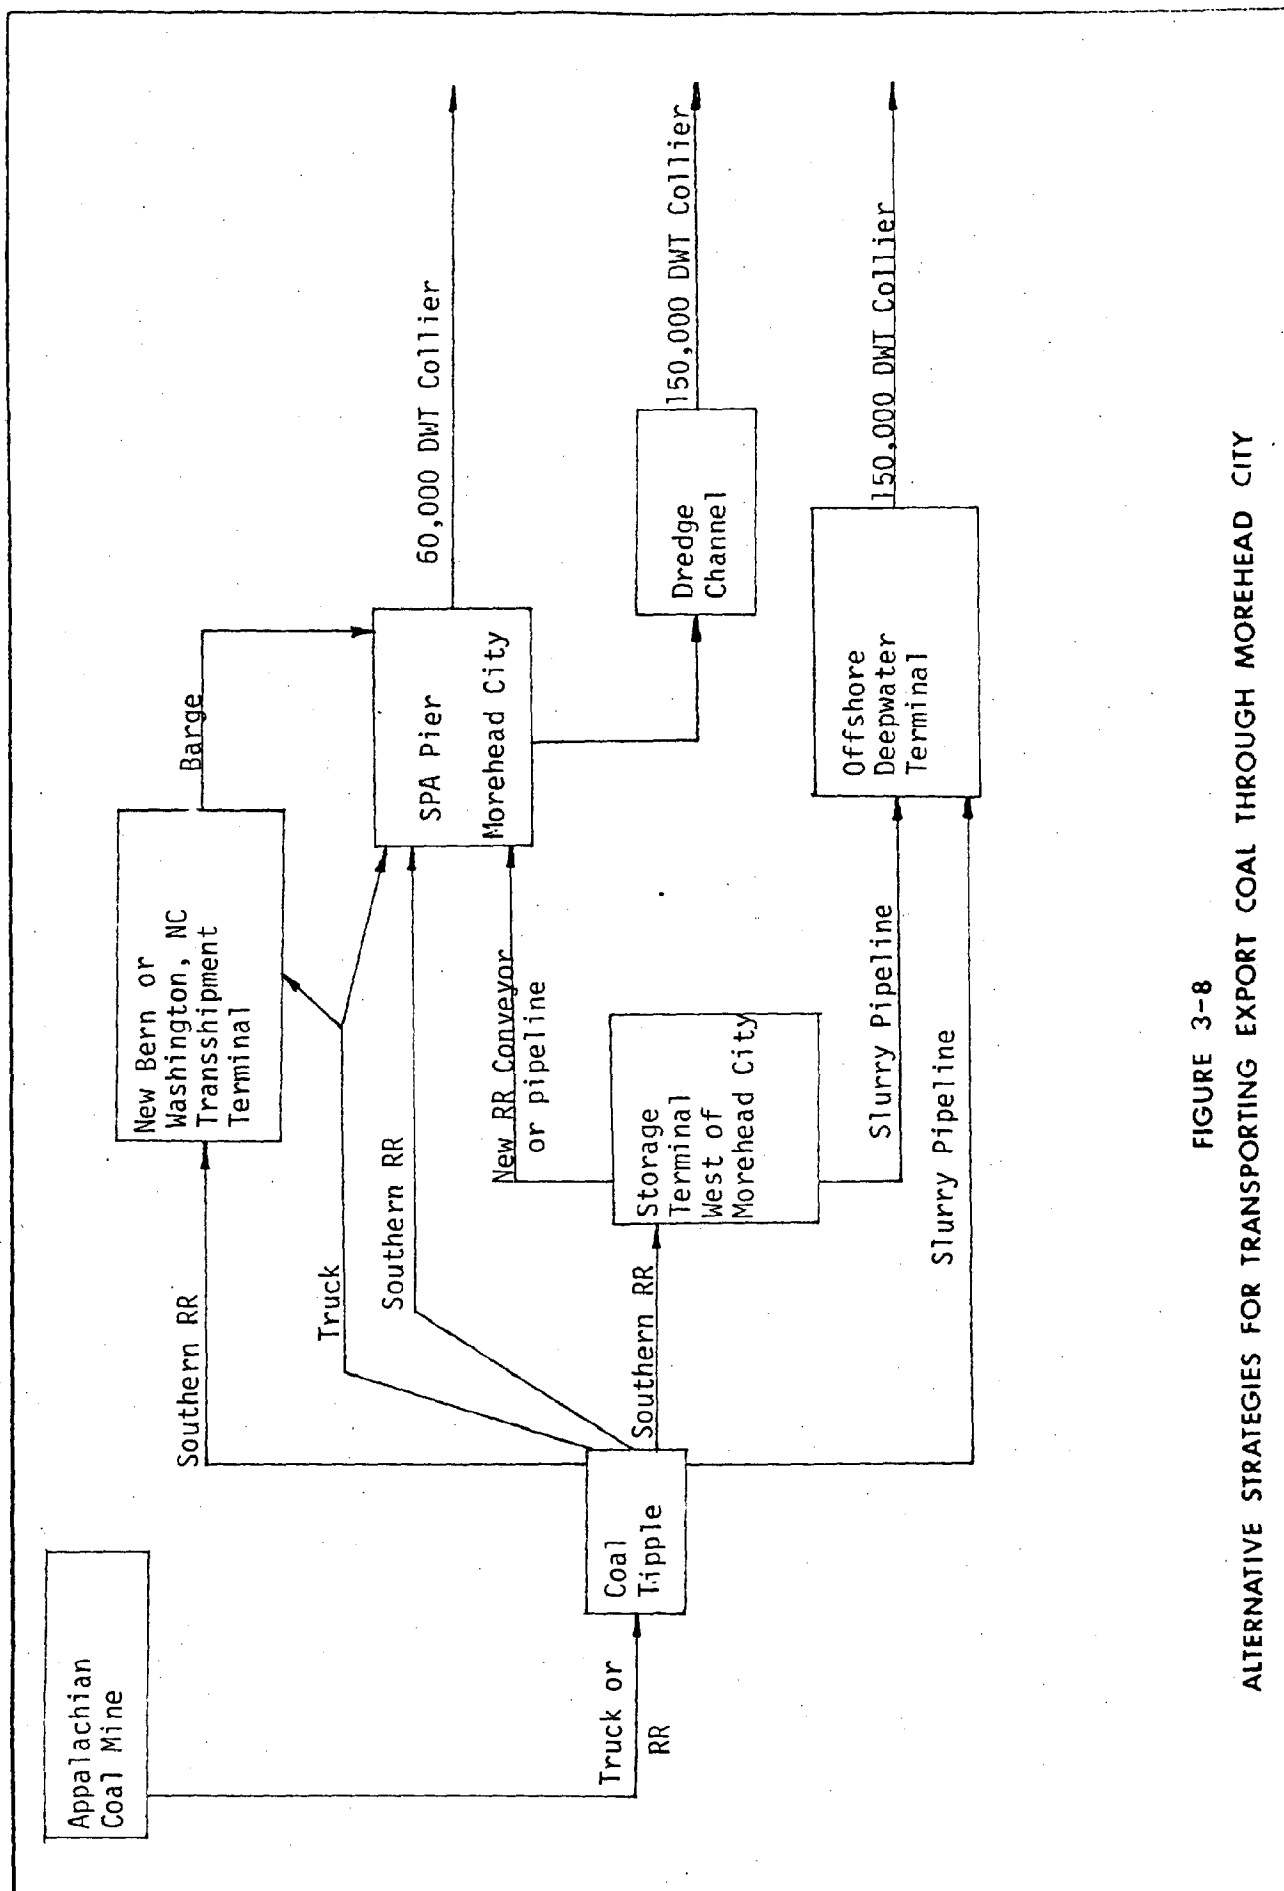 Appalachian
Coal Mine
Truck or
RR
Coal
Tipple
Southern RR
Truck
Southern RR
Southern RR
Slurry Pipeline
New Bern or
Washington, NC
Transshipment
Terminal
Storage
Terminal
West of
Morehead City
New RR Conveyor
or pipeline
Slurry Pipeline
Barge
SPA Pier
Morehead City
Offshore
Deepwater
Terminal
Dredge
Channel
60,000 DWT Collier
150,000 DWT Collier
150,000 DWT Collier
FIGURE 3-8
ALTERNATIVE STRATEGIES FOR TRANSPORTING EXPORT COAL THROUGH MOREHEAD CITY